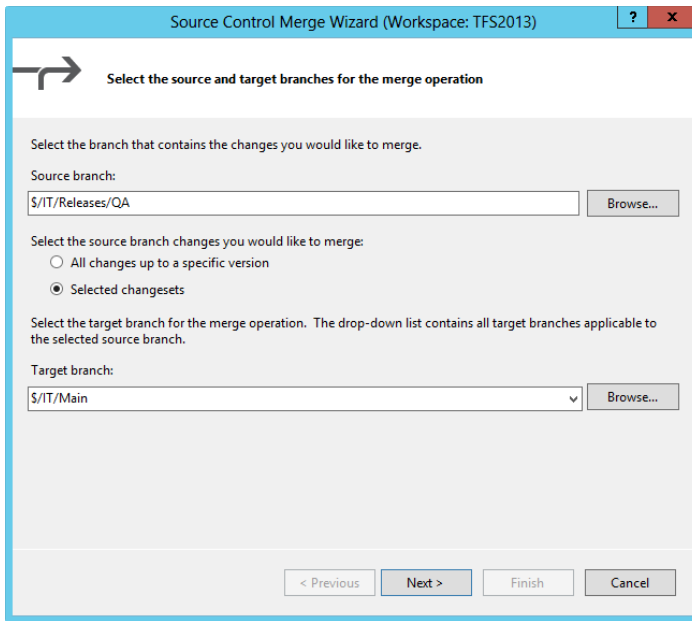 Source Control Merge Wizard (Workspace: TFS2013)
? x
Select the source and target branches for the merge operation
Select the branch that contains the changes you would like to merge.
Source branch:
$/IT/Releases/QA
Browse...
Select the source branch changes you would like to merge:
All changes up to a specific version
Selected changesets
Select the target branch for the merge operation. The drop-down list contains all target branches applicable to
the selected source branch.
Target branch:
$/IT/Main
Browse...
< Previous Next > Finish Cancel